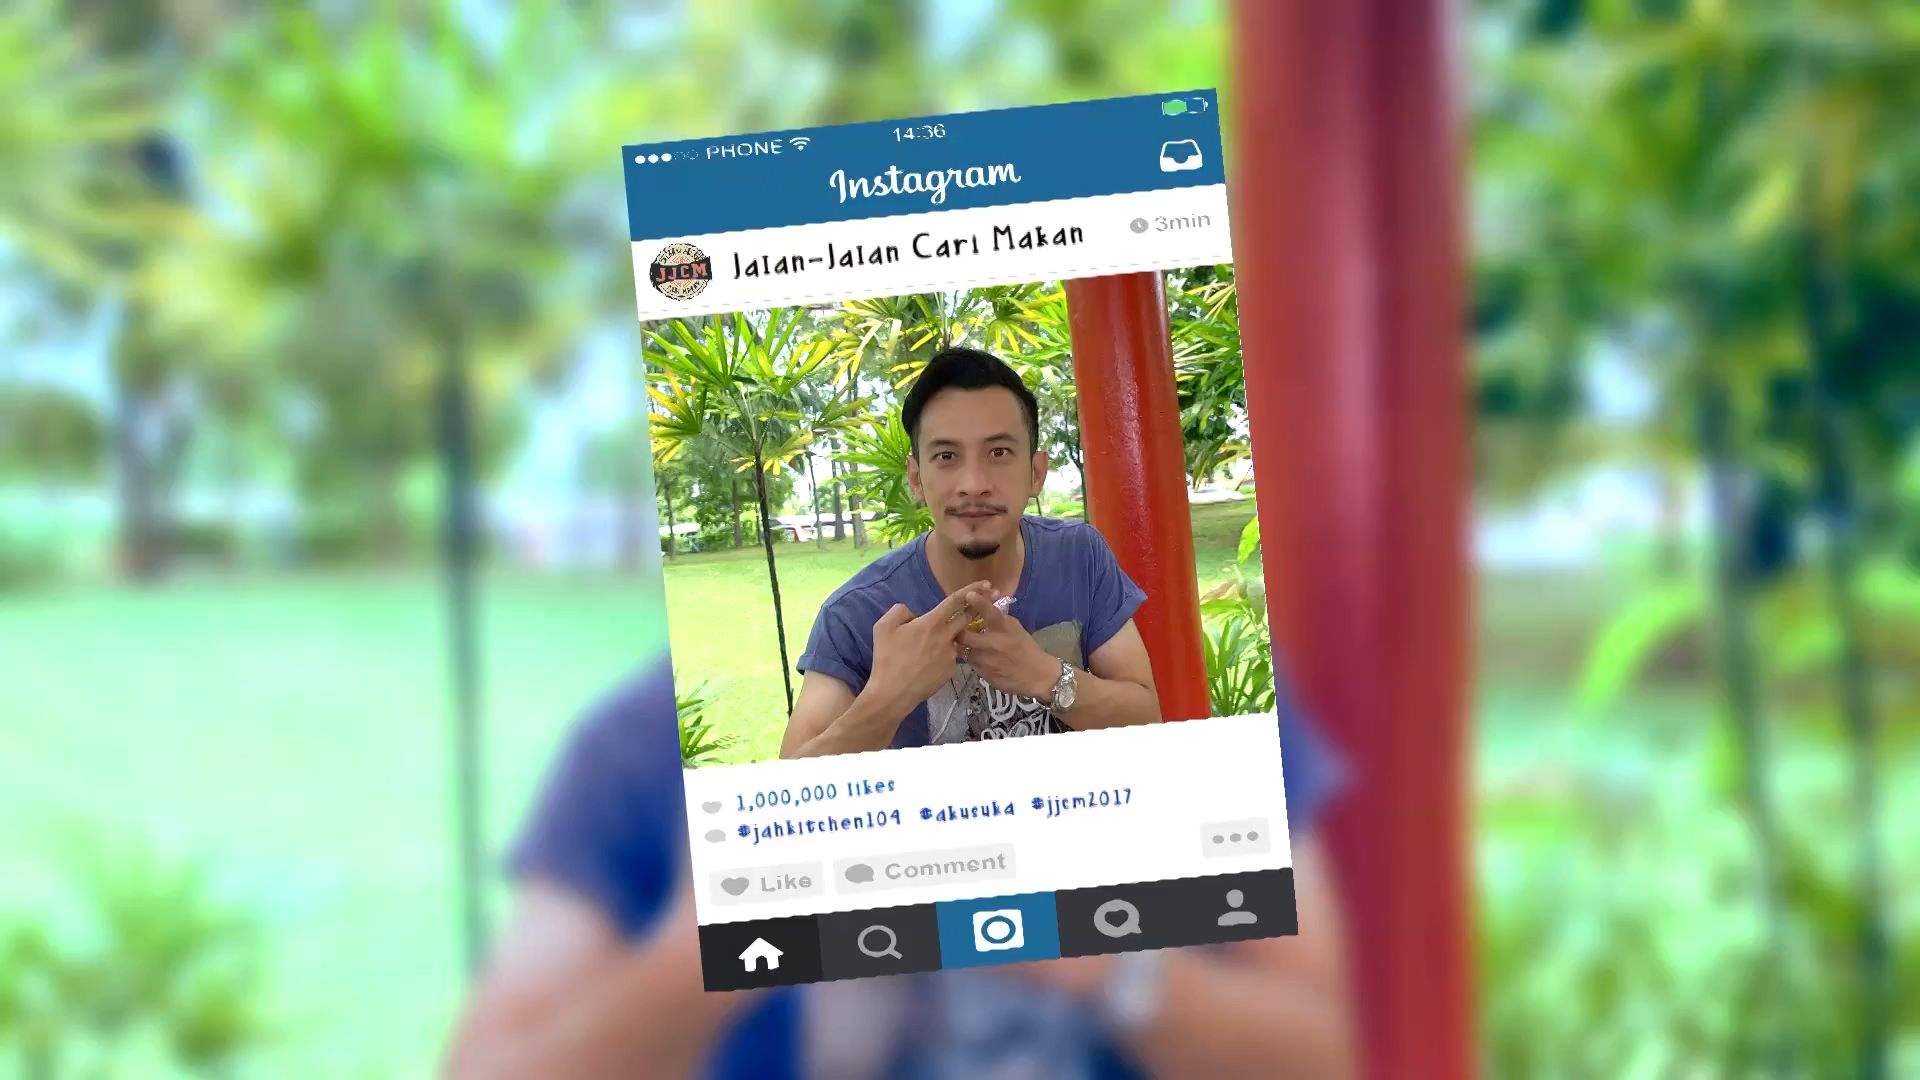 PHONE 14:36
Instagram
JJCM
Jalan-Jalan Cari Makan 3min
1,000,000 likes
#jahkitchen104 #akusuka #jjcm2017
Like Comment